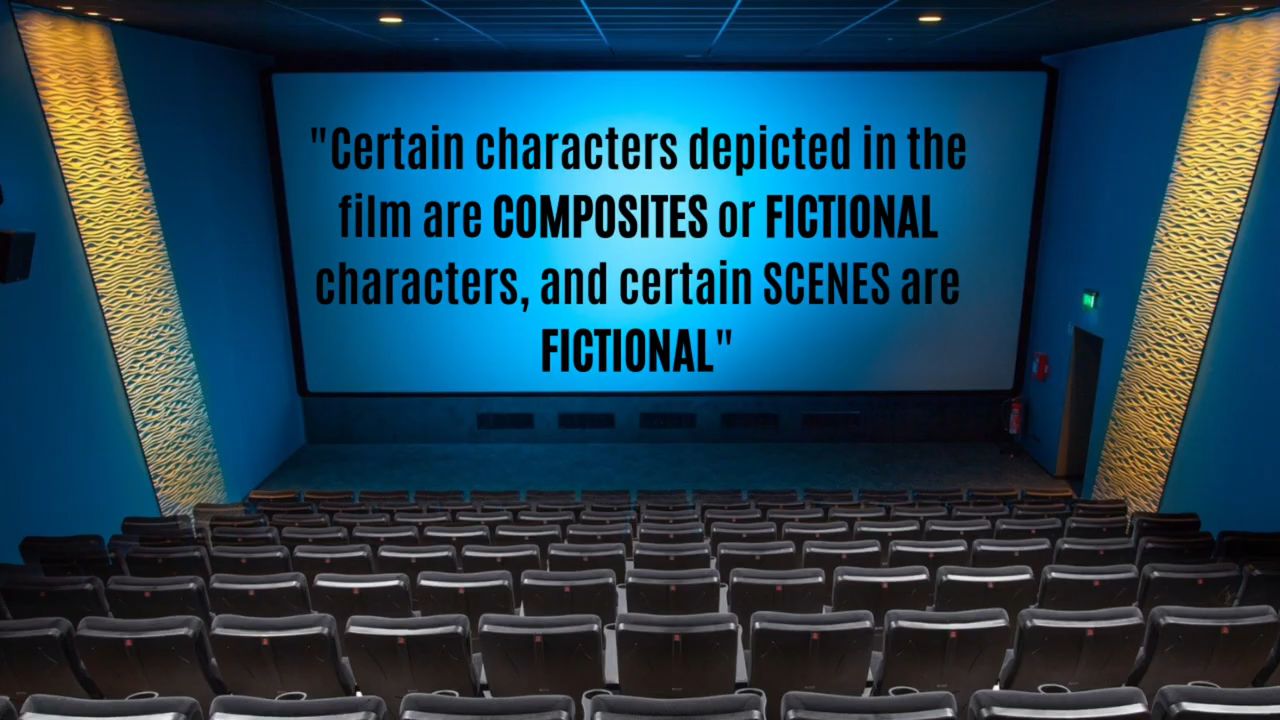 "Certain characters depicted in the
film are COMPOSITES or FICTIONAL
characters, and certain SCENES are
FICTIONAL"